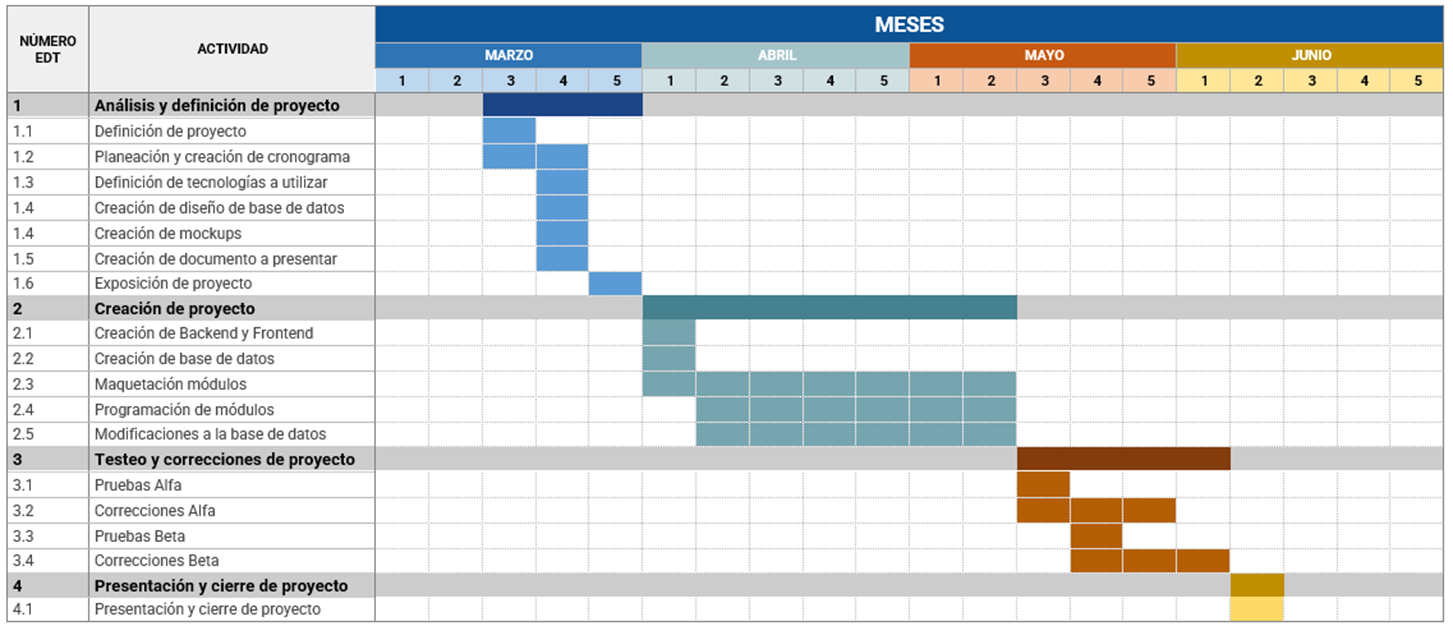 NÚMERO EDT ACTIVIDAD MESES
MARZO ABRIL MAYO JUNIO
1 2 3 4 5 1 2 3 4 5 1 2 3 4 5 1 2 3 4 5
1 Análisis y definición de proyecto
1.1 Definición de proyecto
1.2 Planeación y creación de cronograma
1.3 Definición de tecnologías a utilizar
1.4 Creación de diseño de base de datos
1.4 Creación de mockups
1.5 Creación de documento a presentar
1.6 Exposición de proyecto
2 Creación de proyecto
2.1 Creación de Backend y Frontend
2.2 Creación de base de datos
2.3 Maquetación módulos
2.4 Programación de módulos
2.5 Modificaciones a la base de datos
3 Testeo y correcciones de proyecto
3.1 Pruebas Alfa
3.2 Correcciones Alfa
3.3 Pruebas Beta
3.4 Correcciones Beta
4 Presentación y cierre de proyecto
4.1 Presentación y cierre de proyecto